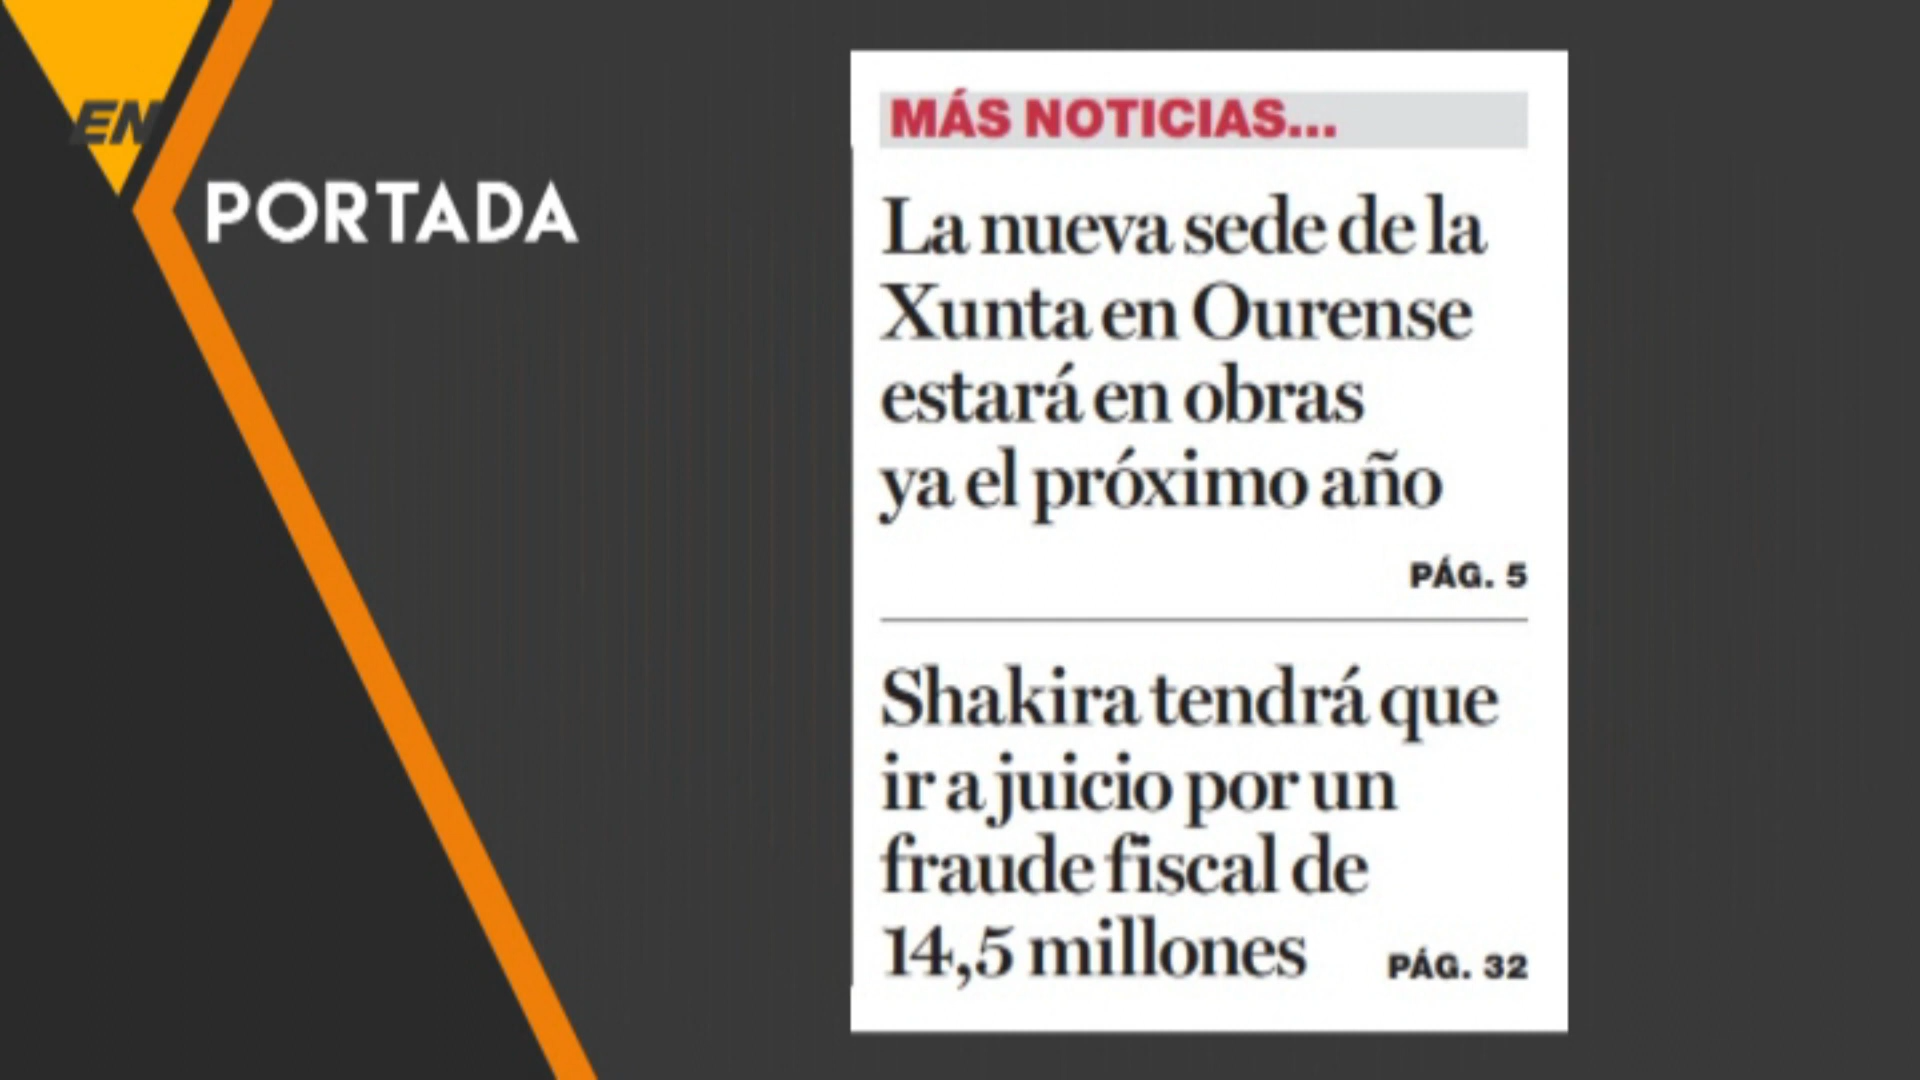 EN
PORTADA
MÁS NOTICIAS...
La nueva sede de la
Xunta en Ourense
estará en obras
ya el próximo año
PÁG. 5
Shakira tendrá que
ir a juicio por un
fraude fiscal de
14,5 millones PÁG. 32